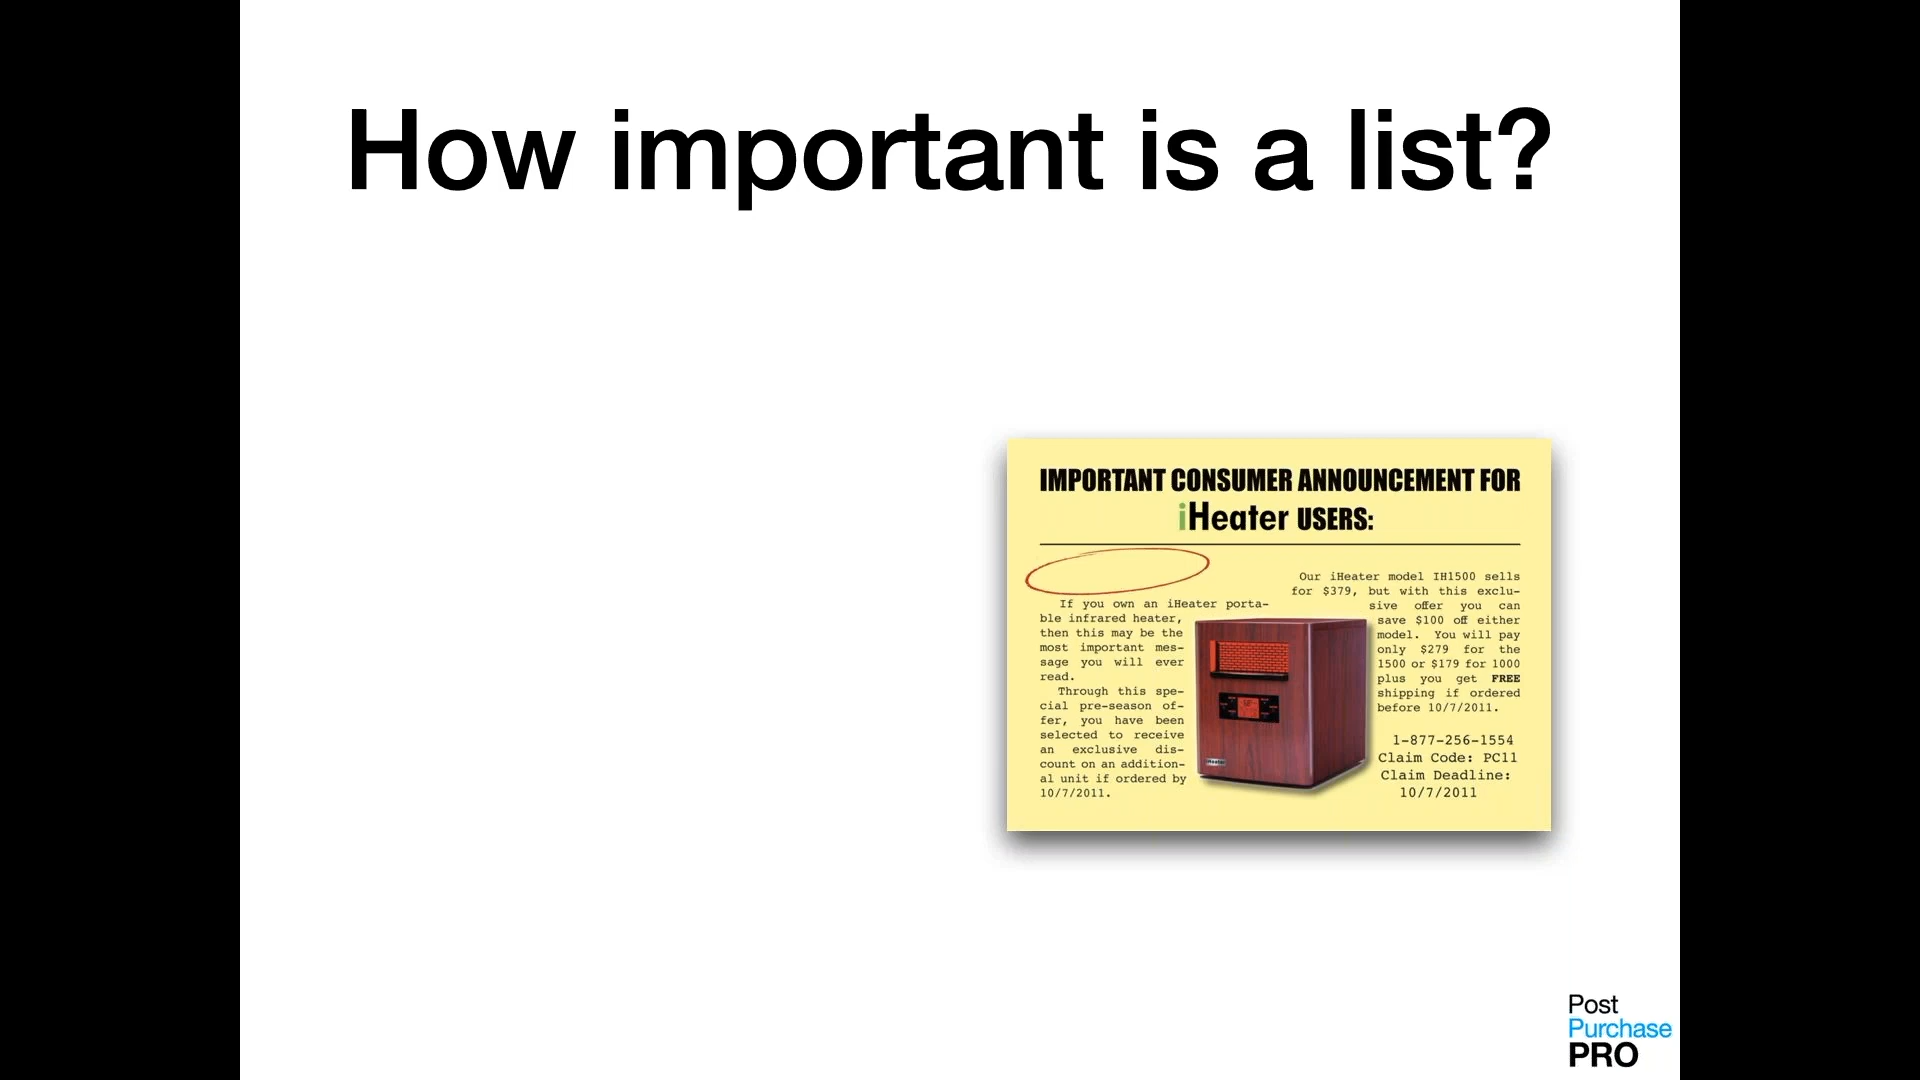 How important is a list?
IMPORTANT CONSUMER ANNOUNCEMENT FOR
iHeater USERS:
If you own an iHeater porta-
ble infrared heater,
then this may be the
most important mes-
sage you will ever
read.
Through this spe-
cial pre-season of-
fer, you have been
selected to receive
an exclusive dis-
count on an addition-
al unit if ordered by
10/7/2011.
Our iHeater model IH1500 sells
for $379, but with this exclu-
sive offer you can
save $100 off either
model. You will pay
only $279 for the
1500 or $179 for 1000
plus you get FREE
shipping if ordered
before 10/7/2011.
1-877-256-1554
Claim Code: PC11
Claim Deadline:
10/7/2011
iHeater
Post
Purchase
PRO